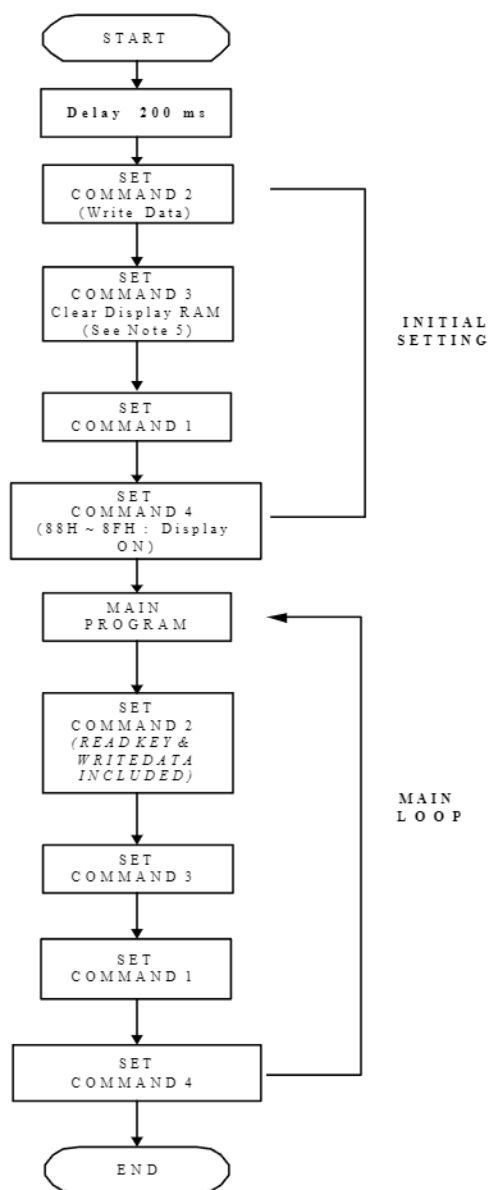 START
Delay 200 ms
SET
COMMAND 2
(Write Data)
SET
COMMAND 3
Clear Display RAM
(See Note 5)
INITIAL
SETTING
SET
COMMAND 1
SET
COMMAND 4
(88H ~ 8FH : Display
ON)
MAIN
PROGRAM
SET
COMMAND 2
(READ KEY &
WRITE DATA
INCLUDED)
MAIN
LOOP
SET
COMMAND 3
SET
COMMAND 1
SET
COMMAND 4
END